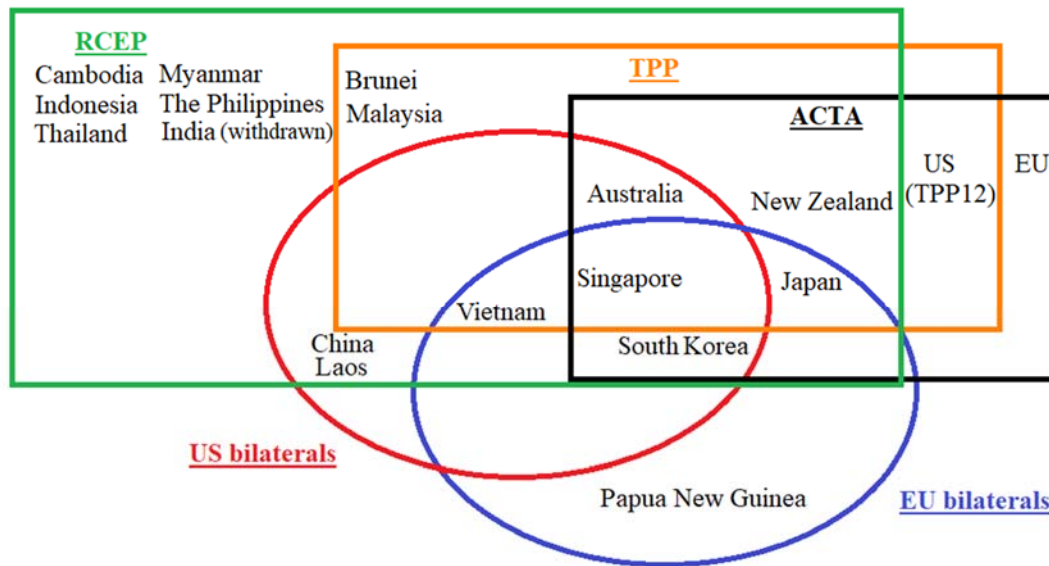 RCEP
Cambodia Myanmar
Indonesia The Philippines
Thailand India (withdrawn)
TPP
Brunei
Malaysia
ACTA
US
(TPP12)
EU
Australia
New Zealand
Singapore
Japan
Vietnam
South Korea
China
Laos
US bilaterals
Papua New Guinea
EU bilaterals